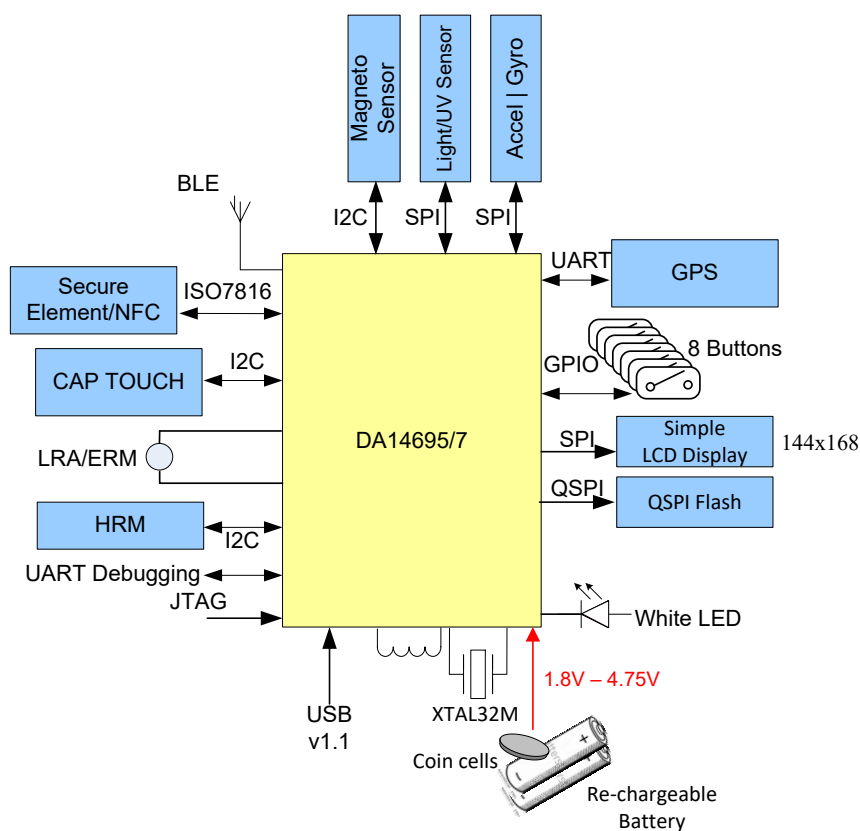 Magneto
Sensor
Light/UV Sensor
Accel | Gyro
BLE
I2C
SPI
SPI
UART
GPS
Secure
Element/NFC
ISO7816
8 Buttons
GPIO
CAP TOUCH
I2C
DA14695/7
SPI
Simple
LCD Display
144x168
LRA/ERM
QSPI
QSPI Flash
HRM
I2C
UART Debugging
JTAG
White LED
1.8V – 4.75V
USB
v1.1
XTAL32M
Coin cells
Re-chargeable
Battery